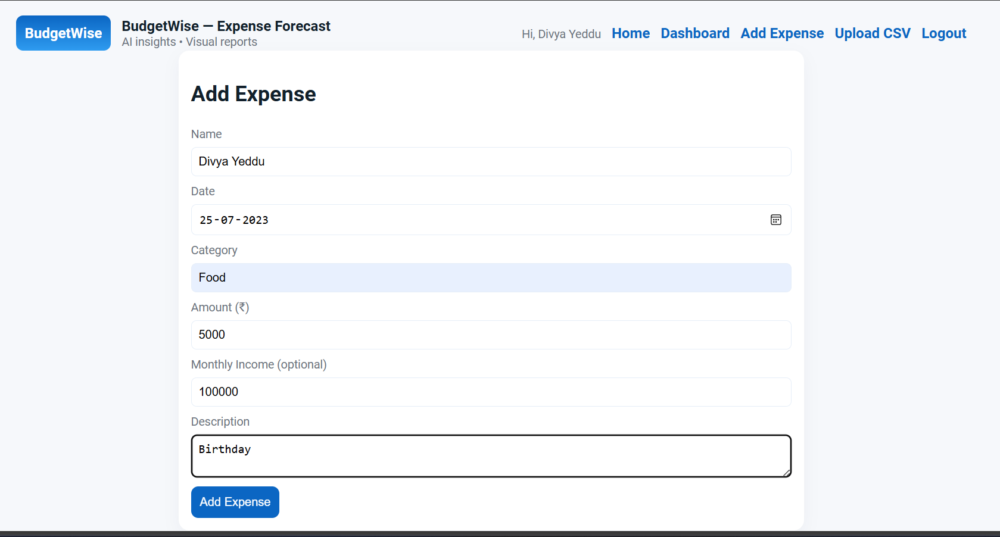 BudgetWise
BudgetWise — Expense Forecast
AI insights • Visual reports
Hi, Divya Yeddu Home Dashboard Add Expense Upload CSV Logout
Add Expense
Name
Divya Yeddu
Date
25-07-2023
Category
Food
Amount (₹)
5000
Monthly Income (optional)
100000
Description
Birthday
Add Expense